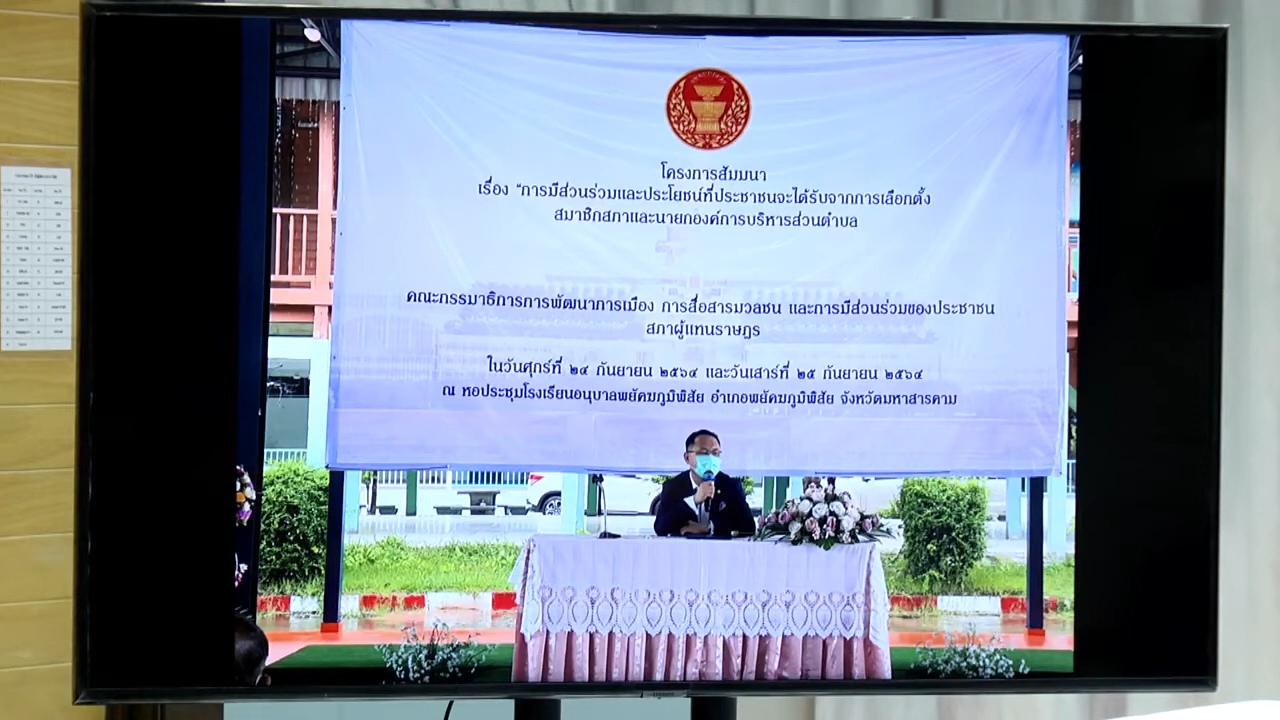 โครงการสัมมนา
เรื่อง "การมีส่วนร่วมและประโยชน์ที่ประชาชนจะได้รับจากการเลือกตั้ง
สมาชิกสภาและนายกองค์การบริหารส่วนตำบล
คณะกรรมาธิการการพัฒนาการเมือง การสื่อสารมวลชน และการมีส่วนร่วมของประชาชน
สภาผู้แทนราษฎร
ในวันศุกร์ที่ ๒๔ กันยายน ๒๕๖๔ และวันเสาร์ที่ ๒๕ กันยายน ๒๕๖๔
ณ หอประชุมโรงเรียนอนุบาลพยัคฆภูมิพิสัย อำเภอพยัคฆภูมิพิสัย จังหวัดมหาสารคาม